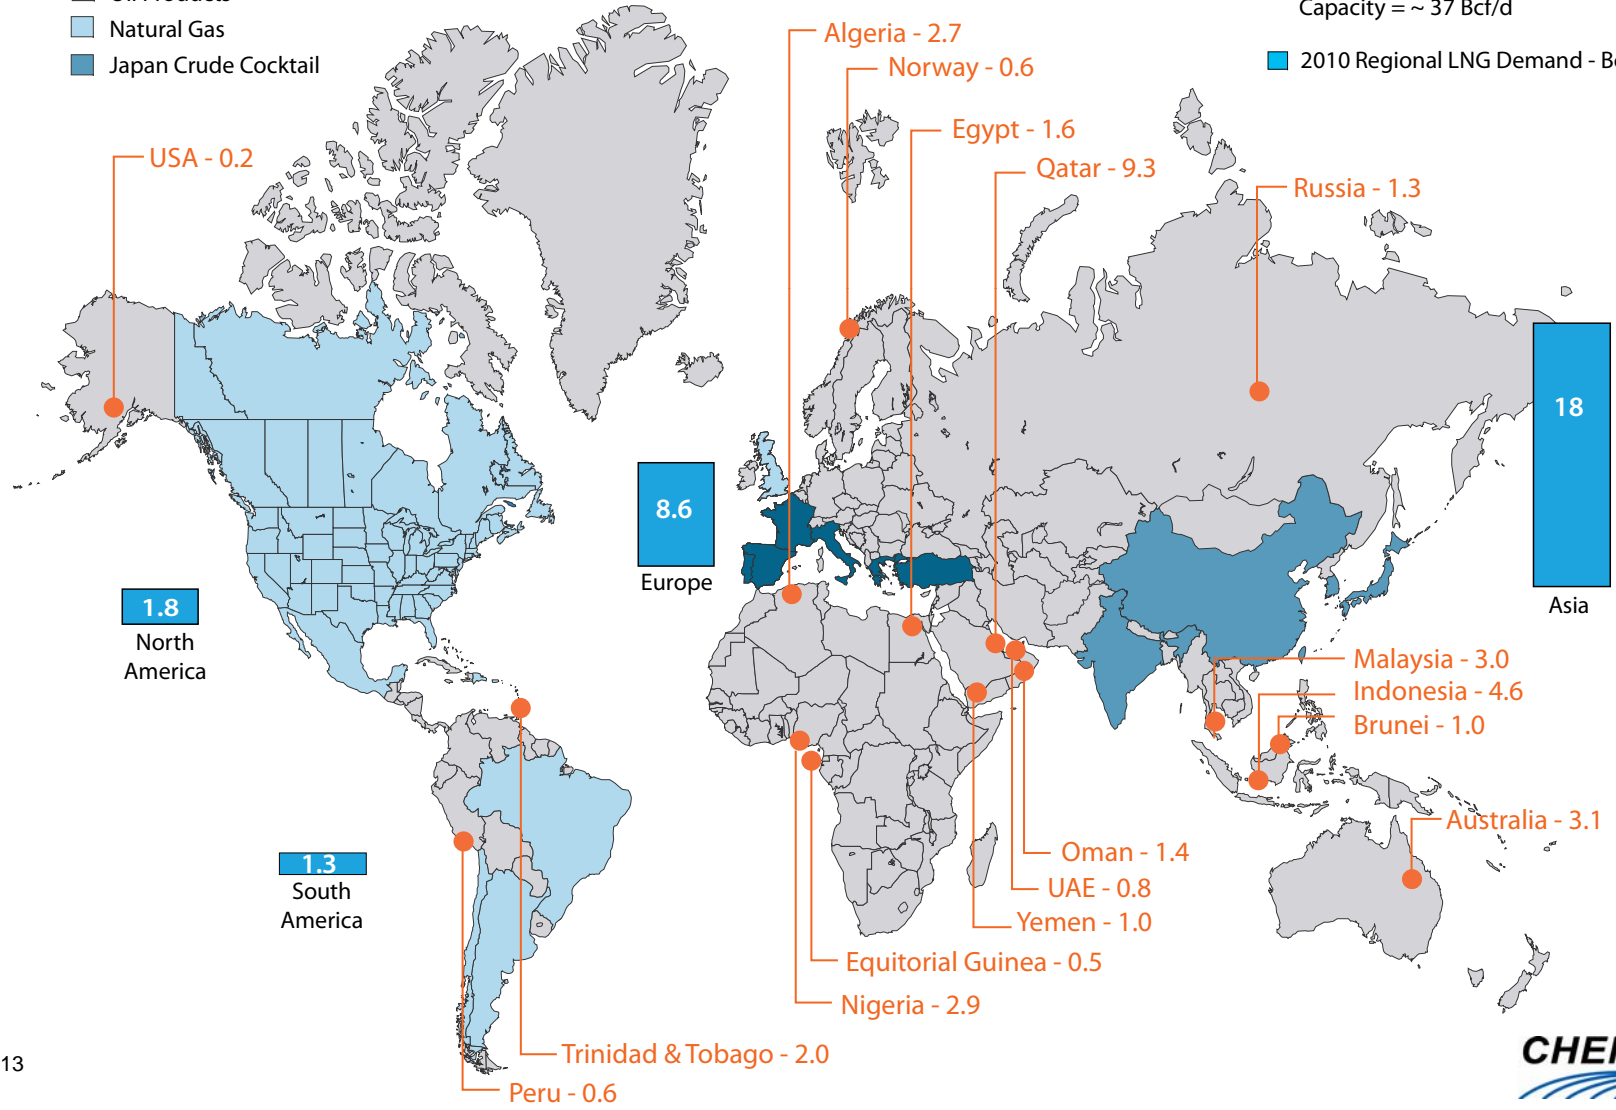 Oil Products
Natural Gas
Japan Crude Cocktail
Capacity = ~ 37 Bcf/d
2010 Regional LNG Demand -
Algeria - 2.7
Norway - 0.6
Egypt - 1.6
Qatar - 9.3
Russia - 1.3
USA - 0.2
18
Asia
8.6
Europe
1.8
North
America
Malaysia - 3.0
Indonesia - 4.6
Brunei - 1.0
Australia - 3.1
1.3
South
America
Oman - 1.4
UAE - 0.8
Yemen - 1.0
Equitorial Guinea - 0.5
Nigeria - 2.9
Trinidad & Tobago - 2.0
Peru - 0.6
13